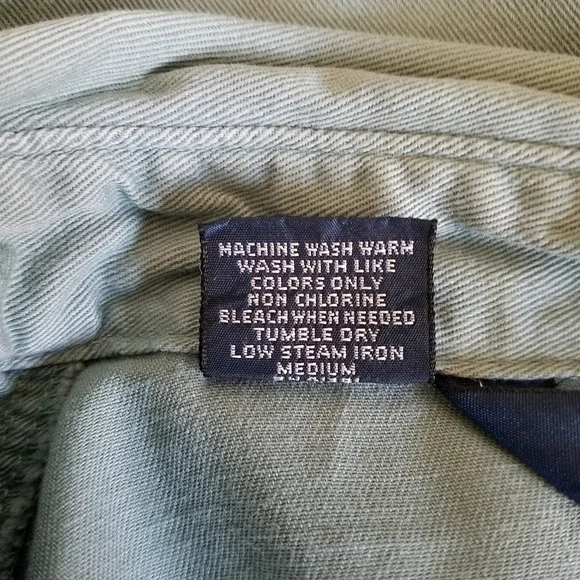 MACHINE WASH WARM
WASH WITH LIKE
COLORS ONLY
NON CHLORINE
BLEACH WHEN NEEDED
TUMBLE DRY
LOW STEAM IRON
MEDIUM